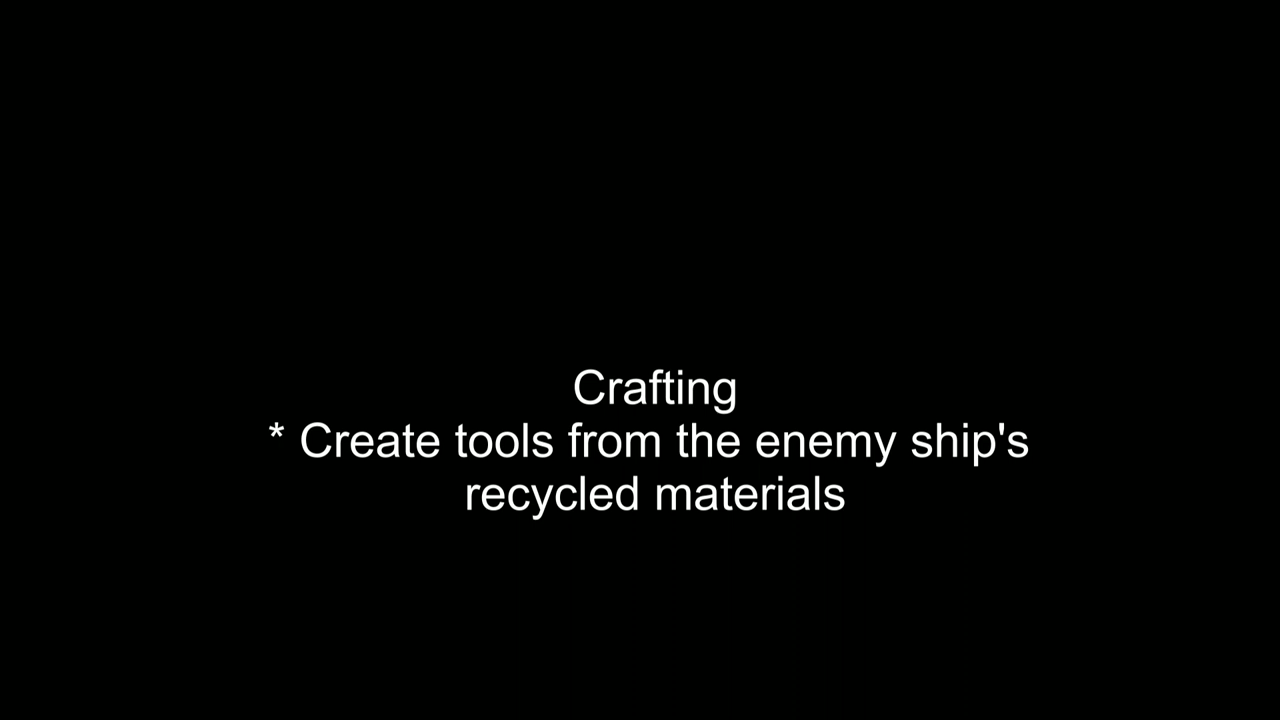 Crafting
* Create tools from the enemy ship's
recycled materials